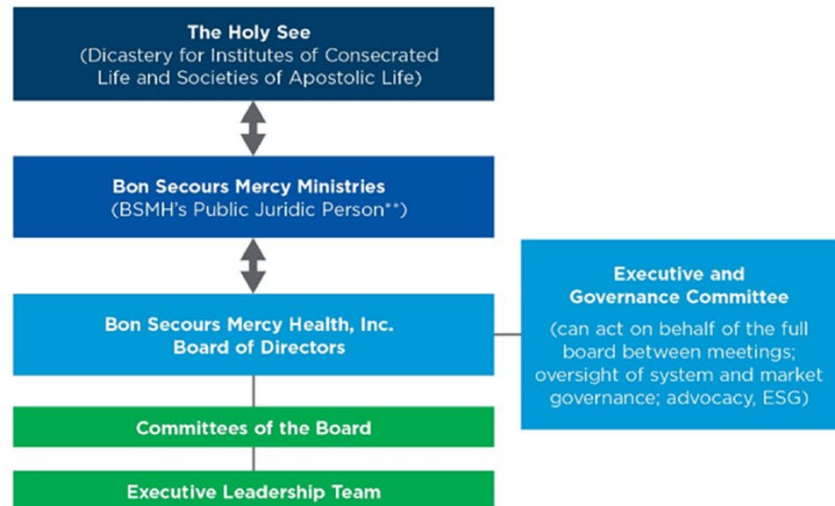 The Holy See
(Dicastery for Institutes of Consecrated
Life and Societies of Apostolic Life)
Bon Secours Mercy Ministries
(BSMH's Public Juridic Person**)
Bon Secours Mercy Health, Inc.
Board of Directors
Executive and
Governance Committee
(can act on behalf of the full
board between meetings;
oversight of system and market
governance; advocacy, ESG)
Committees of the Board
Executive Leadership Team